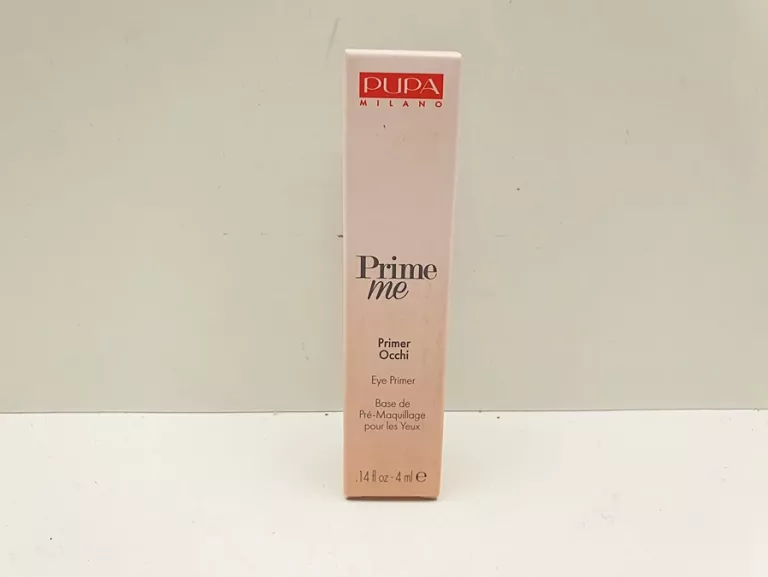 PUPA
MILANO
Prime
me
Primer
Occhi
Eye Primer
Base de
Pré-Maquillage
pour les Yeux
.14 fl oz - 4 ml ℮